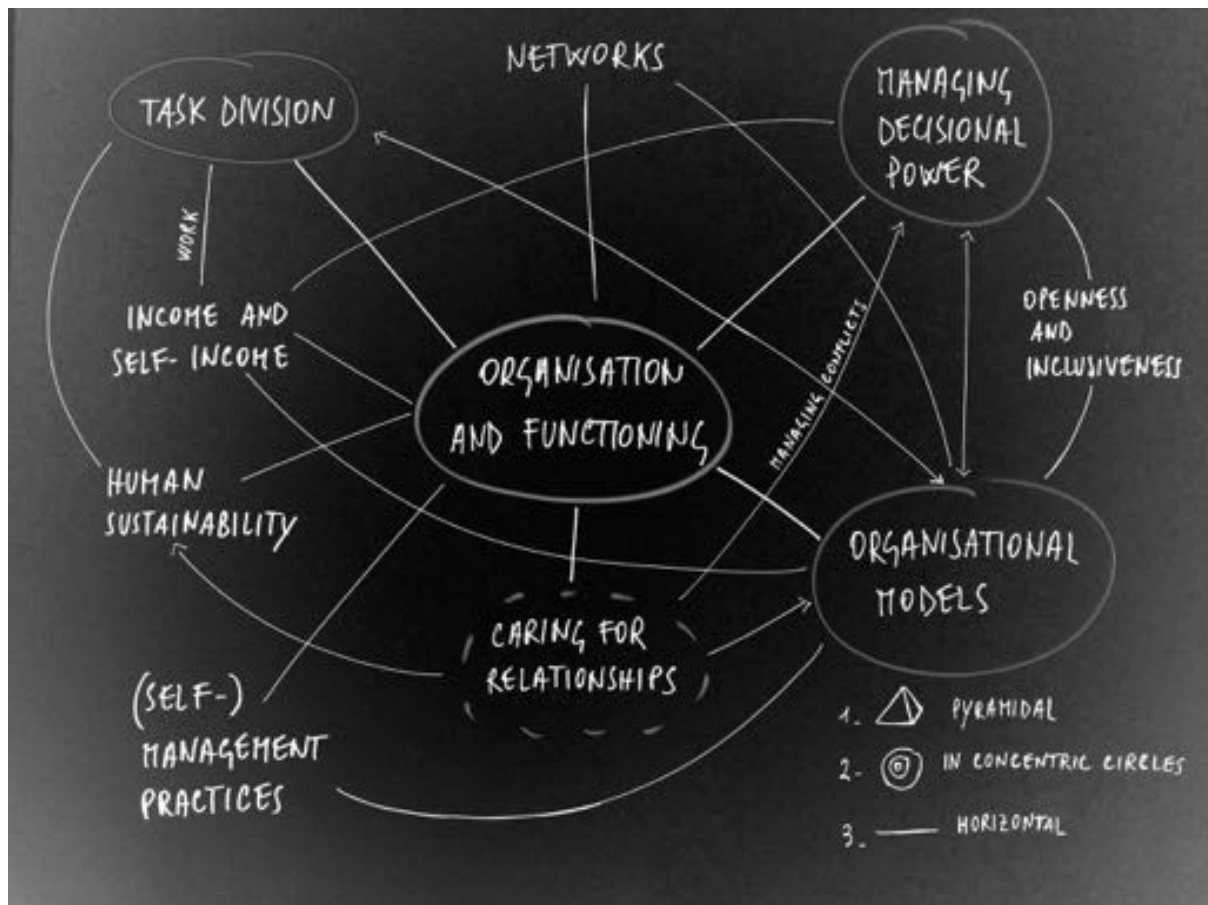 NETWORKS
TASK DIVISION
MANAGING
DECISIONAL
POWER
WORK
INCOME AND
SELF- INCOME
OPENNESS
AND
INCLUSIVENESS
ORGANISATION
AND FUNCTIONING
MANAGING CONFLICTS
HUMAN
SUSTAINABILITY
ORGANISATIONAL
MODELS
CARING FOR
RELATIONSHIPS
(SELF-)
MANAGEMENT
PRACTICES
1. PYRAMIDAL
2- IN CONCENTRIC CIRCLES
3_ HORIZONTAL